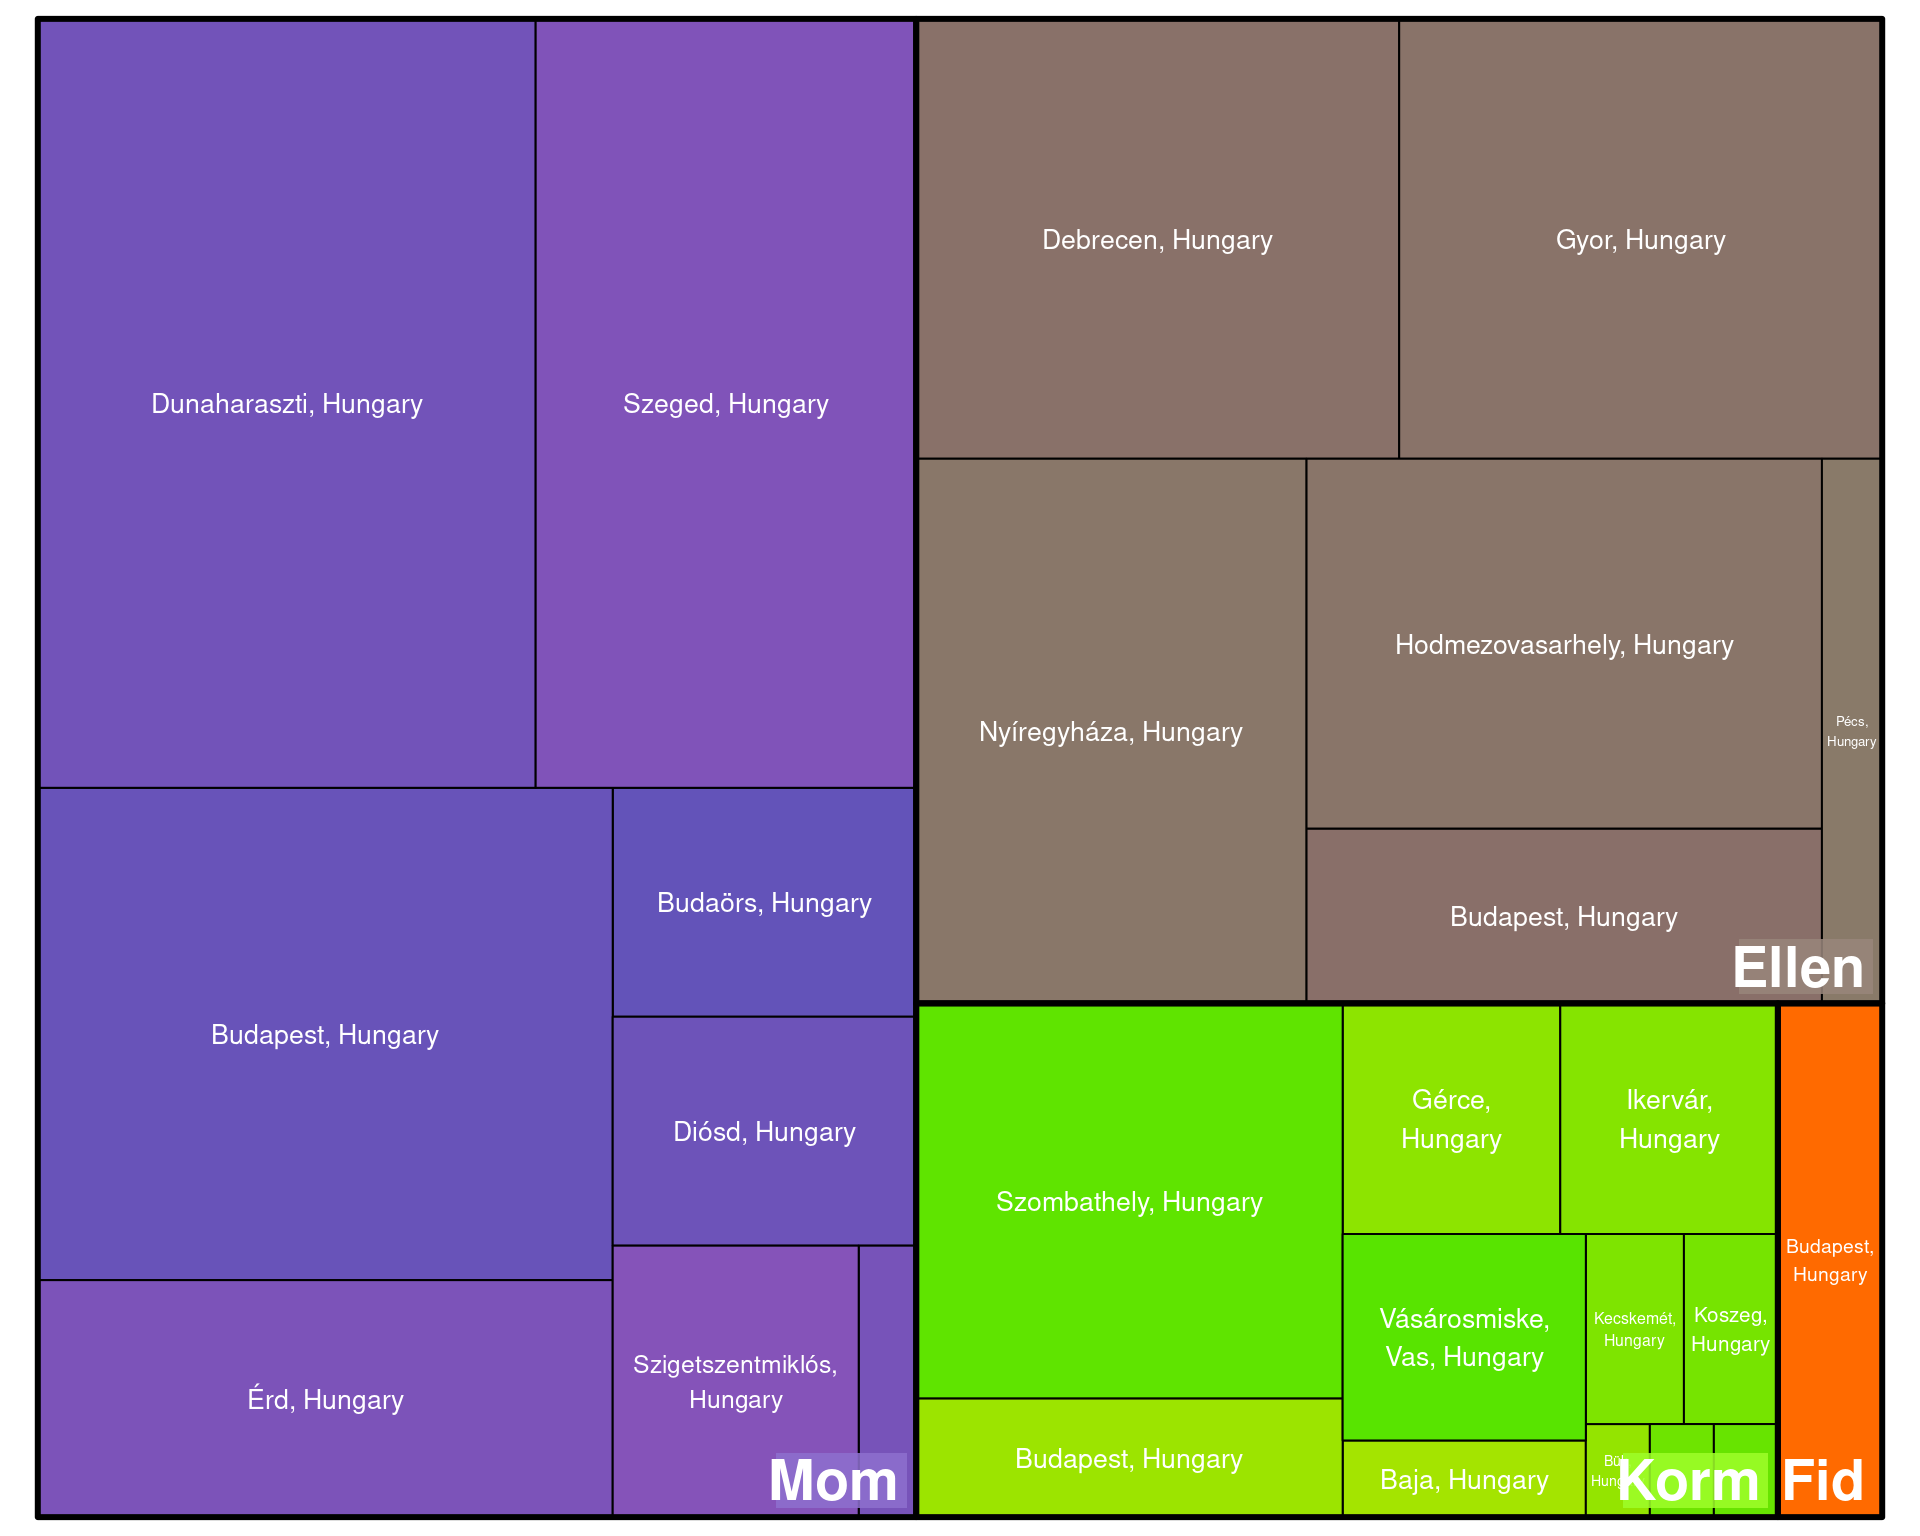 Dunaharaszti, Hungary
Szeged, Hungary
Budapest, Hungary
Budaörs, Hungary
Diósd, Hungary
Érd, Hungary
Szigetszentmiklós,
Hungary
Mom
Debrecen, Hungary
Gyor, Hungary
Nyíregyháza, Hungary
Hodmezovasarhely, Hungary
Pécs,
Hungary
Budapest, Hungary
Ellen
Szombathely, Hungary
Gérce,
Hungary
Ikervár,
Hungary
Vásárosmiske,
Vas, Hungary
Kecskemét,
Hungary
Koszeg,
Hungary
Budapest, Hungary
Baja, Hungary
Korm
Budapest,
Hungary
Fid